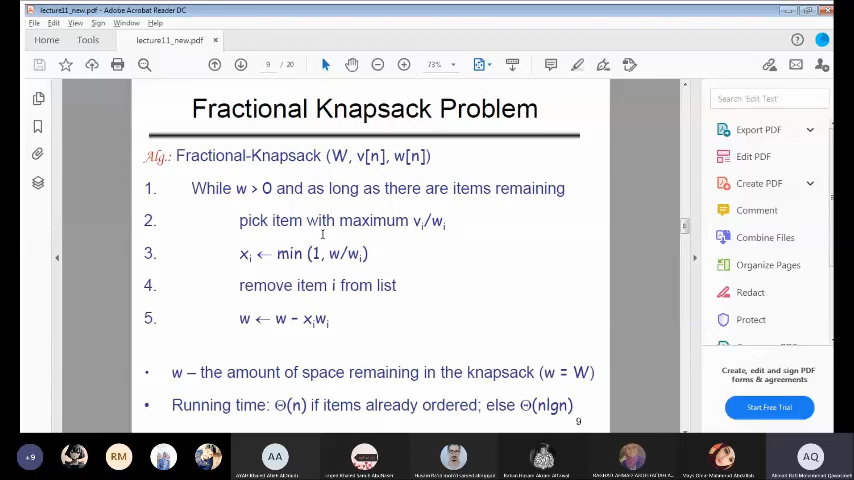 lecture11_new.pdf - Adobe Acrobat Reader DC
File Edit View Sign Window Help
Home Tools lecture11_new.pdf ×
9 / 20 73%
Fractional Knapsack Problem
Alg.: Fractional-Knapsack (W, v[n], w[n])
1. While w > 0 and as long as there are items remaining
2. pick item with maximum vi/wi
3. xi ← min (1, w/wi)
4. remove item i from list
5. w ← w – xiwi
• w – the amount of space remaining in the knapsack (w = W)
• Running time: Θ(n) if items already ordered; else Θ(nlgn)
9
Search 'Edit Text'
Export PDF
Edit PDF
Create PDF
Comment
Combine Files
Organize Pages
Redact
Protect
Create, edit and sign PDF
forms & agreements
Start Free Trial
+9 RM AA AQ